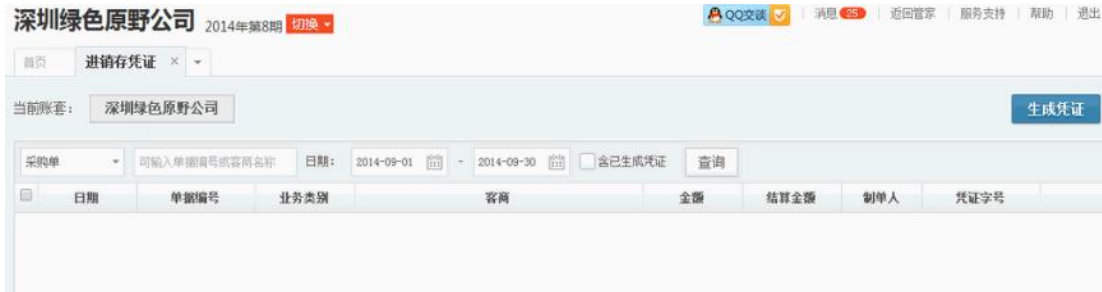 深圳绿色原野公司 2014年第8期 切换 QQ交谈 消息 25 返回管家 服务支持 帮助 退出
首页 进销存凭证 ×
当前账套： 深圳绿色原野公司 生成凭证
采购单 可输入单据编号或客商名称 日期： 2014-09-01 - 2014-09-30 含已生成凭证 查询
日期 单据编号 业务类别 客商 金额 结算金额 制单人 凭证字号